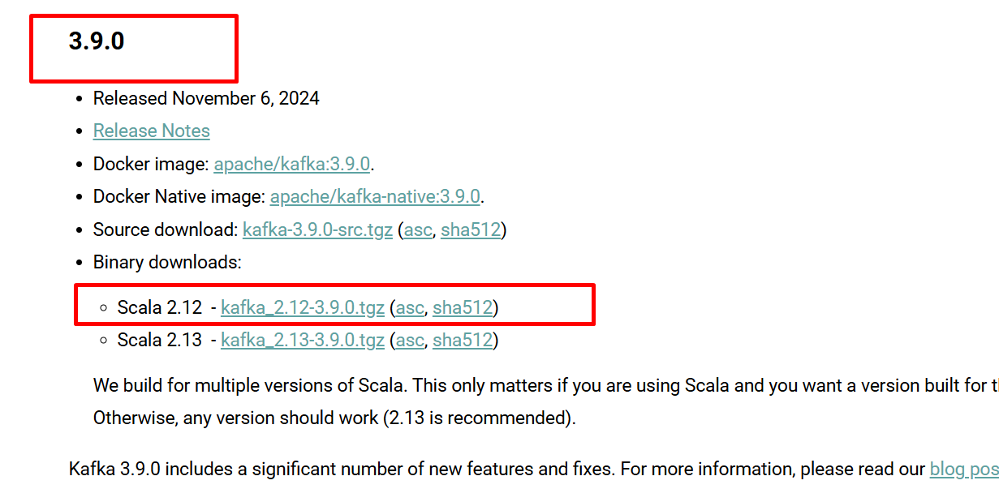 3.9.0
• Released November 6, 2024
• Release Notes
• Docker image: apache/kafka:3.9.0.
• Docker Native image: apache/kafka-native:3.9.0.
• Source download: kafka-3.9.0-src.tgz (asc, sha512)
• Binary downloads:
◦ Scala 2.12 - kafka_2.12-3.9.0.tgz (asc, sha512)
◦ Scala 2.13 - kafka_2.13-3.9.0.tgz (asc, sha512)
We build for multiple versions of Scala. This only matters if you are using Scala and you want a version built for
Otherwise, any version should work (2.13 is recommended).
Kafka 3.9.0 includes a significant number of new features and fixes. For more information, please read our blog